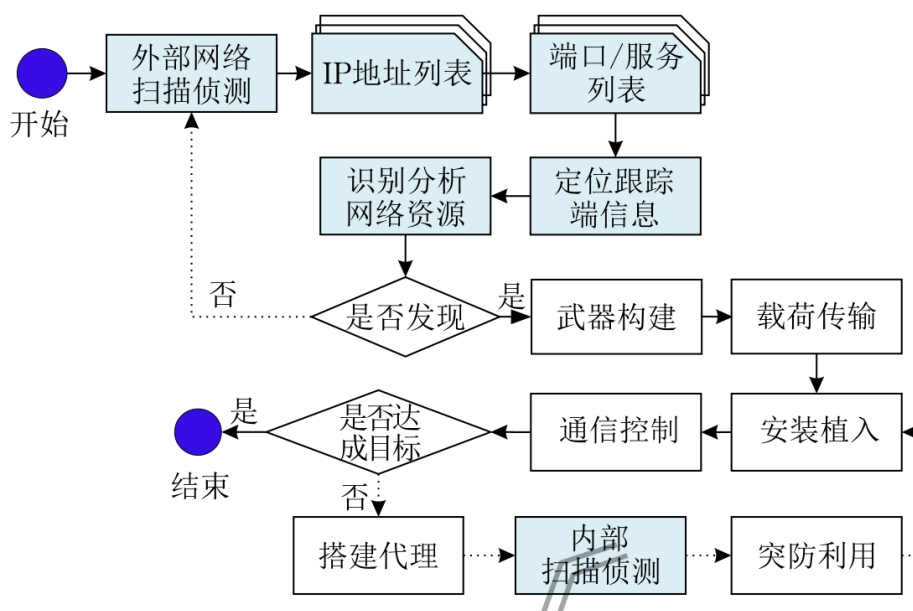 外部网络
扫描侦测
IP地址列表
端口/服务
列表
开始
识别分析
网络资源
定位跟踪
端信息
否
是否发现
是
武器构建
载荷传输
是
是否达
成目标
通信控制
安装植入
结束
否
搭建代理
内部
扫描侦测
突防利用